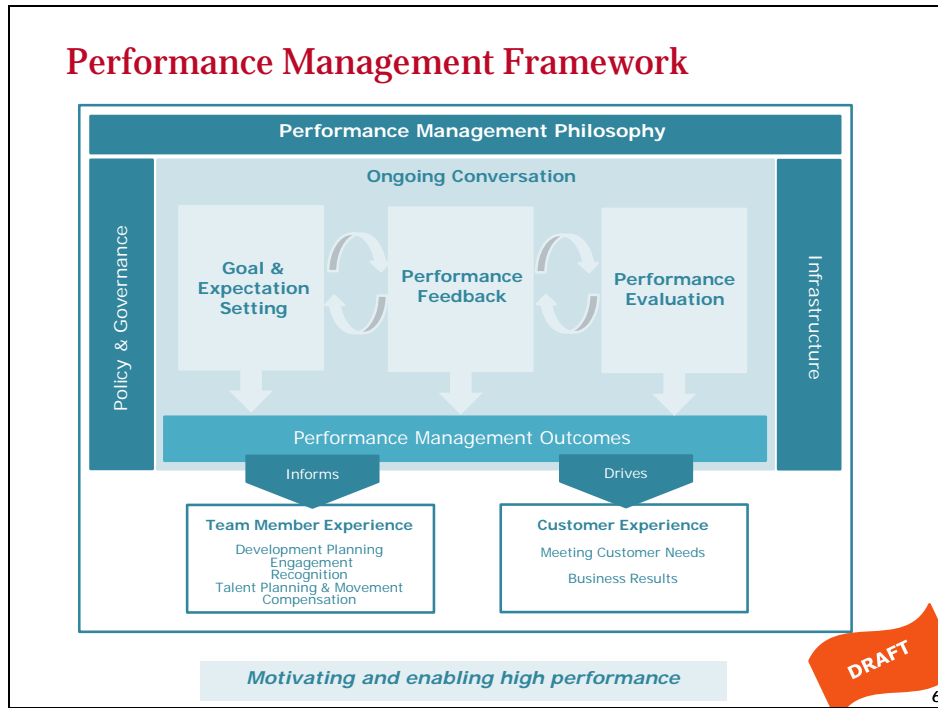 Performance Management Framework
Performance Management Philosophy
Ongoing Conversation
Policy & Governance
Goal &
Expectation
Setting
Performance
Feedback
Performance
Evaluation
Infrastructure
Performance Management Outcomes
Informs
Drives
Team Member Experience
Development Planning
Engagement
Recognition
Talent Planning & Movement
Compensation
Customer Experience
Meeting Customer Needs
Business Results
Motivating and enabling high performance
DRAFT
6